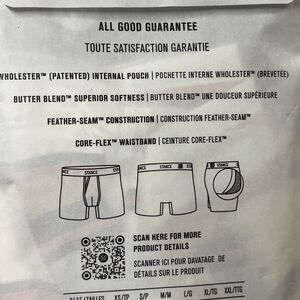 ALL GOOD GUARANTEE
TOUTE SATISFACTION GARANTIE
WHOLESTER™ (PATENTED) INTERNAL POUCH | POCHETTE INTERNE WHOLESTER™ (BREVETÉE)
BUTTER BLEND™ SUPERIOR SOFTNESS | BUTTER BLEND™ UNE DOUCEUR SUPÉRIEURE
FEATHER-SEAM™ CONSTRUCTION | CONSTRUCTION FEATHER-SEAM™
CORE-FLEX™ WAISTBAND | CEINTURE CORE-FLEX™
STANCE STANCE
SCAN HERE FOR MORE
PRODUCT DETAILS
SCANNER ICI POUR DAVANTAGE DE
DÉTAILS SUR LE PRODUIT
XS/TP S/P M/M L/G XL/TG XXL/TTG